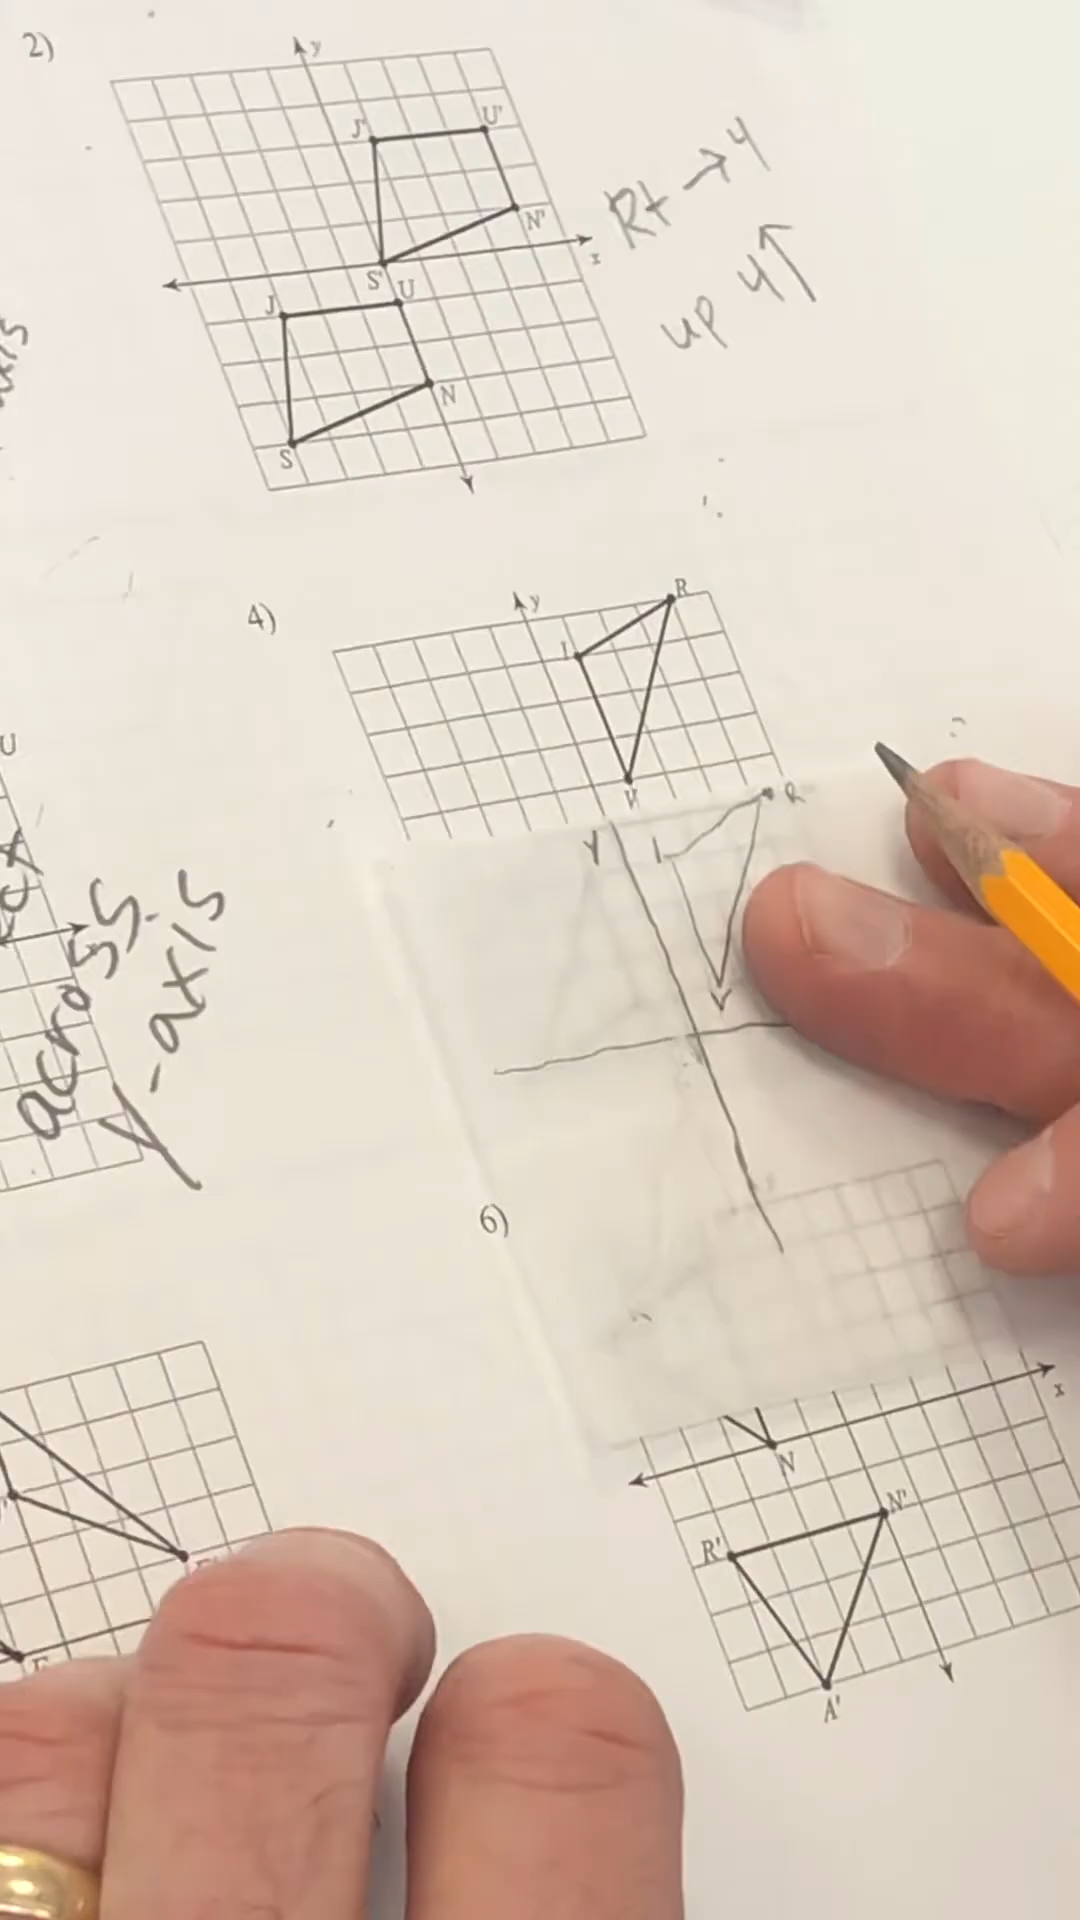 2)
y
J'
U'
N'
x
S'
J
U
N
S
Rt → 4
up 4↑
4)
y
R
I
V
U
across
y-axis
Y
I
R
V
6)
x
N
R'
N'
A'